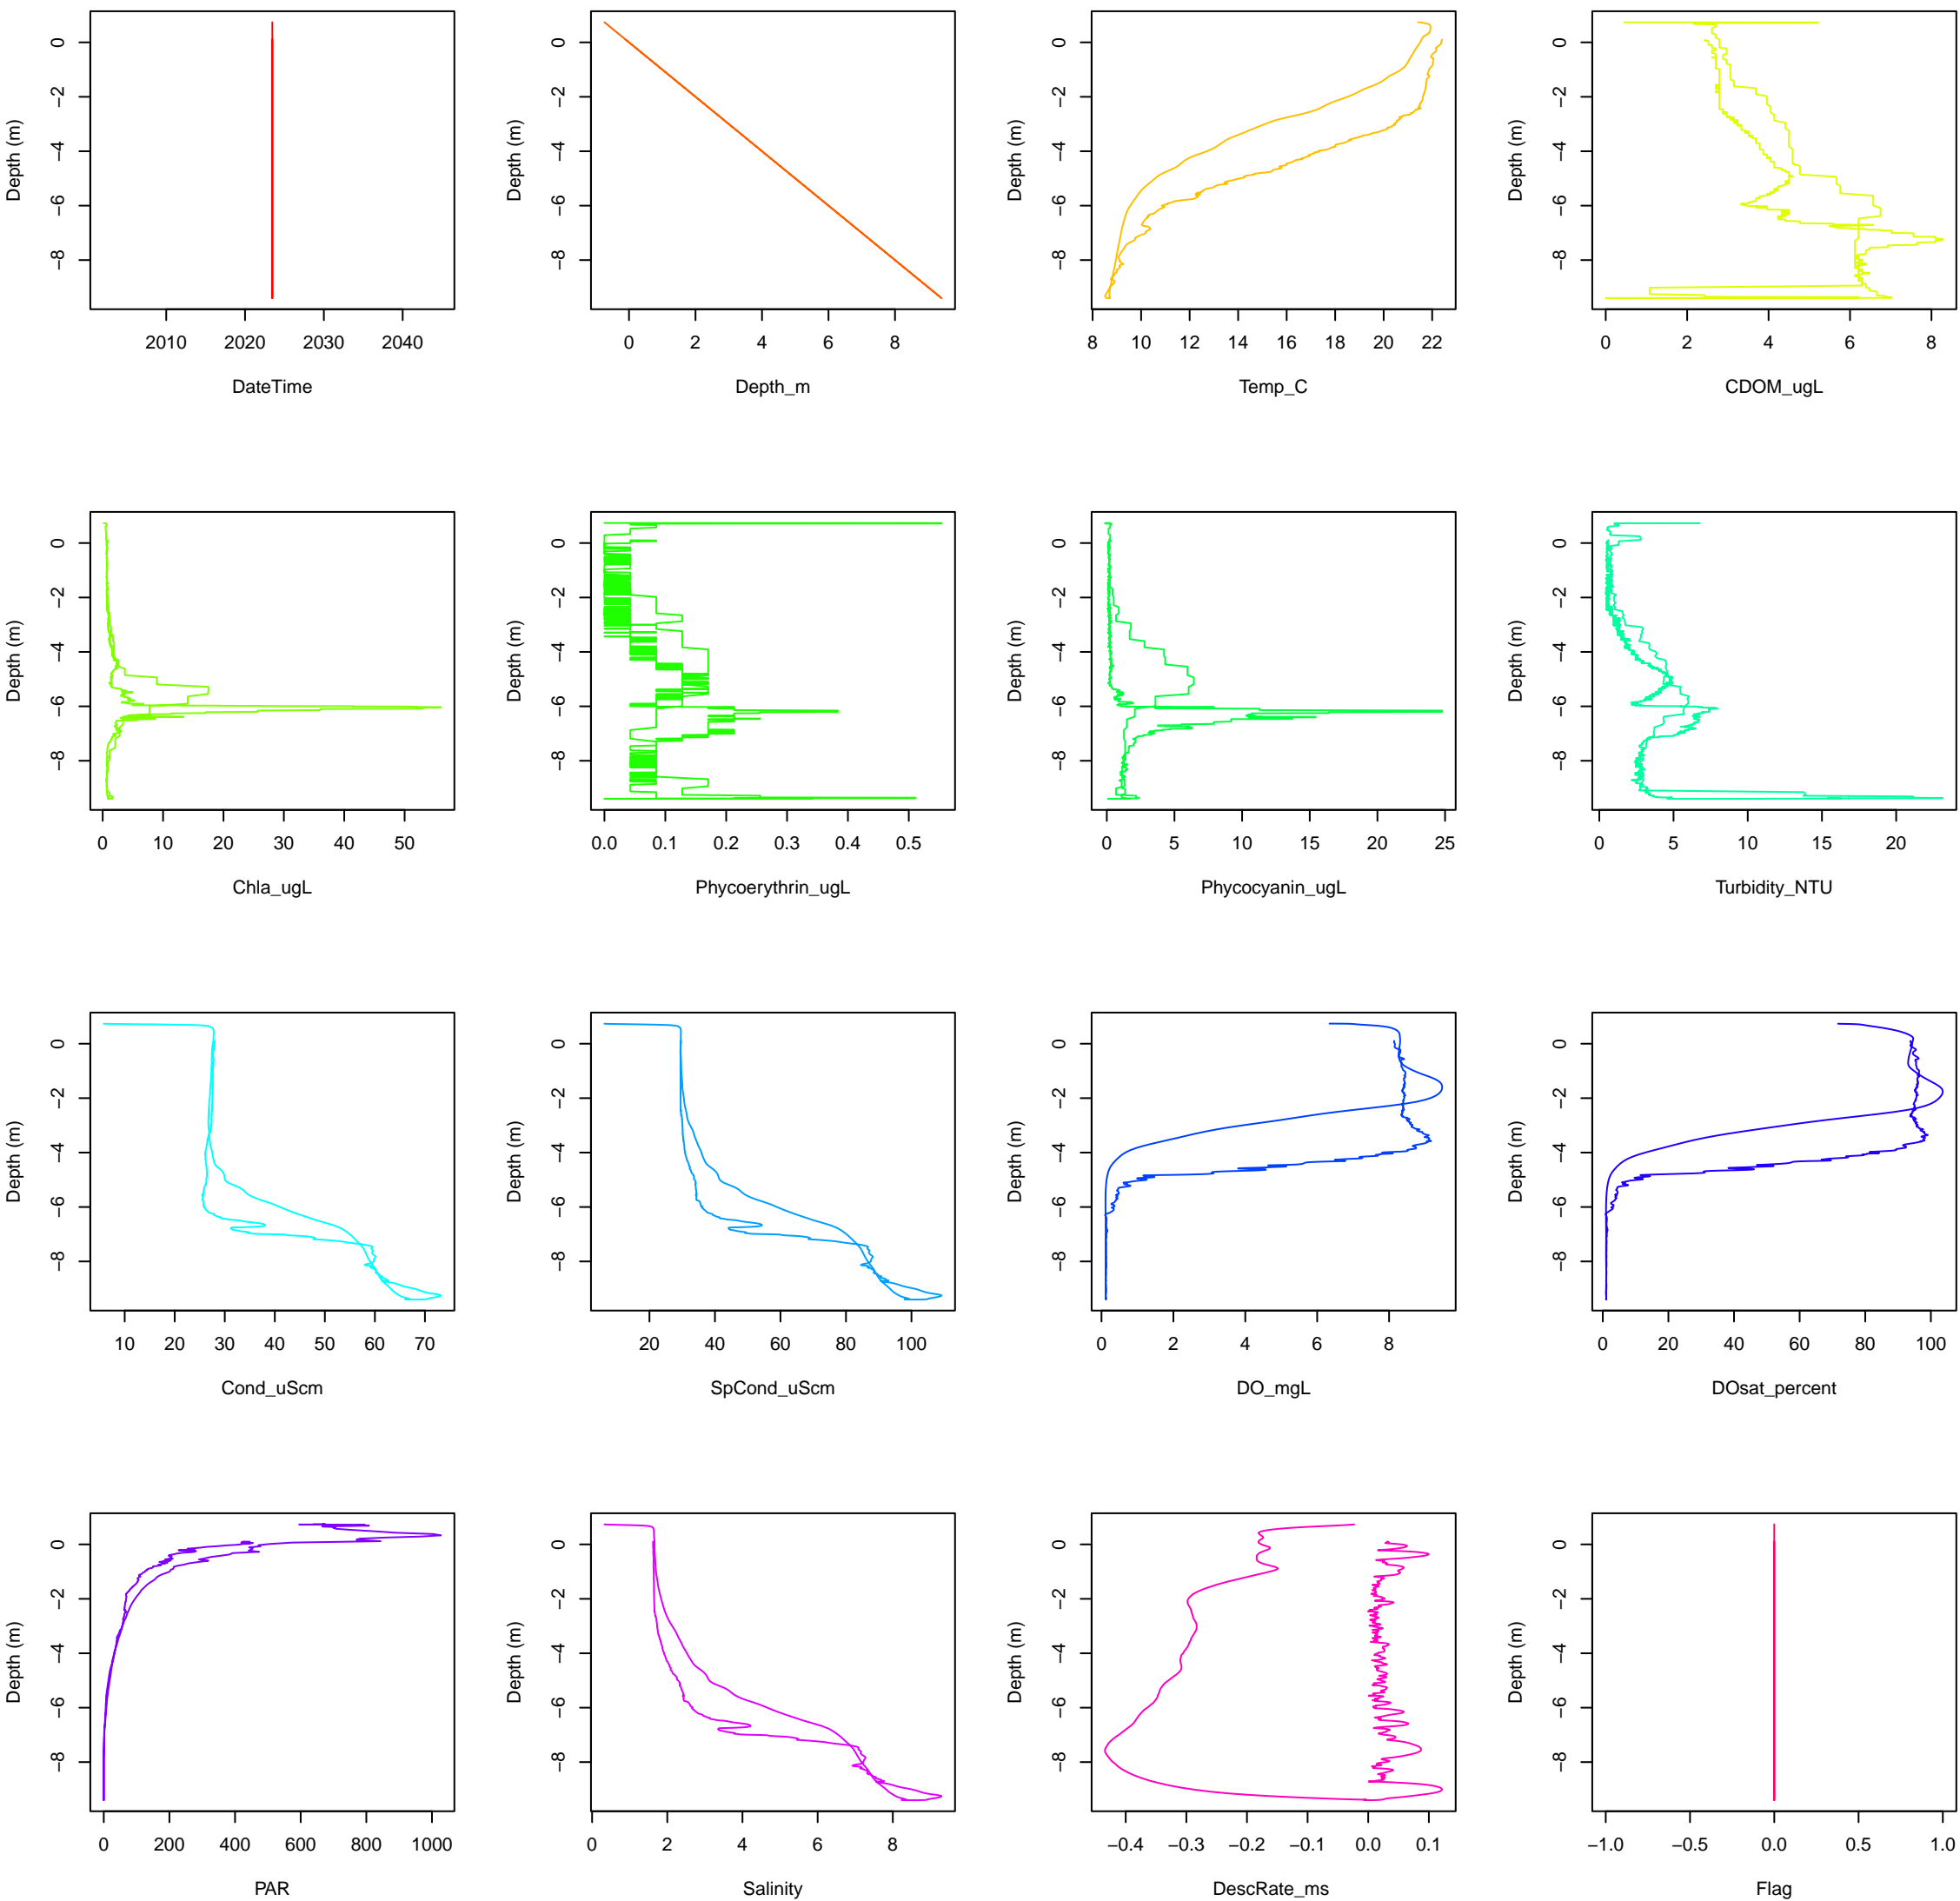 Depth (m)
0
−2
−4
−6
−8
2010 2020 2030 2040
DateTime
Depth (m)
0
−2
−4
−6
−8
0 2 4 6 8
Depth_m
Depth (m)
0
−2
−4
−6
−8
8 10 12 14 16 18 20 22
Temp_C
Depth (m)
0
−2
−4
−6
−8
0 2 4 6 8
CDOM_ugL
Depth (m)
0
−2
−4
−6
−8
0 10 20 30 40 50
Chla_ugL
Depth (m)
0
−2
−4
−6
−8
0.0 0.1 0.2 0.3 0.4 0.5
Phycoerythrin_ugL
Depth (m)
0
−2
−4
−6
−8
0 5 10 15 20 25
Phycocyanin_ugL
Depth (m)
0
−2
−4
−6
−8
0 5 10 15 20
Turbidity_NTU
Depth (m)
0
−2
−4
−6
−8
10 20 30 40 50 60 70
Cond_uScm
Depth (m)
0
−2
−4
−6
−8
20 40 60 80 100
SpCond_uScm
Depth (m)
0
−2
−4
−6
−8
0 2 4 6 8
DO_mgL
Depth (m)
0
−2
−4
−6
−8
0 20 40 60 80 100
DOsat_percent
Depth (m)
0
−2
−4
−6
−8
0 200 400 600 800 1000
PAR
Depth (m)
0
−2
−4
−6
−8
0 2 4 6 8
Salinity
Depth (m)
0
−2
−4
−6
−8
−0.4 −0.3 −0.2 −0.1 0.0 0.1
DescRate_ms
Depth (m)
0
−2
−4
−6
−8
−1.0 −0.5 0.0 0.5 1.0
Flag